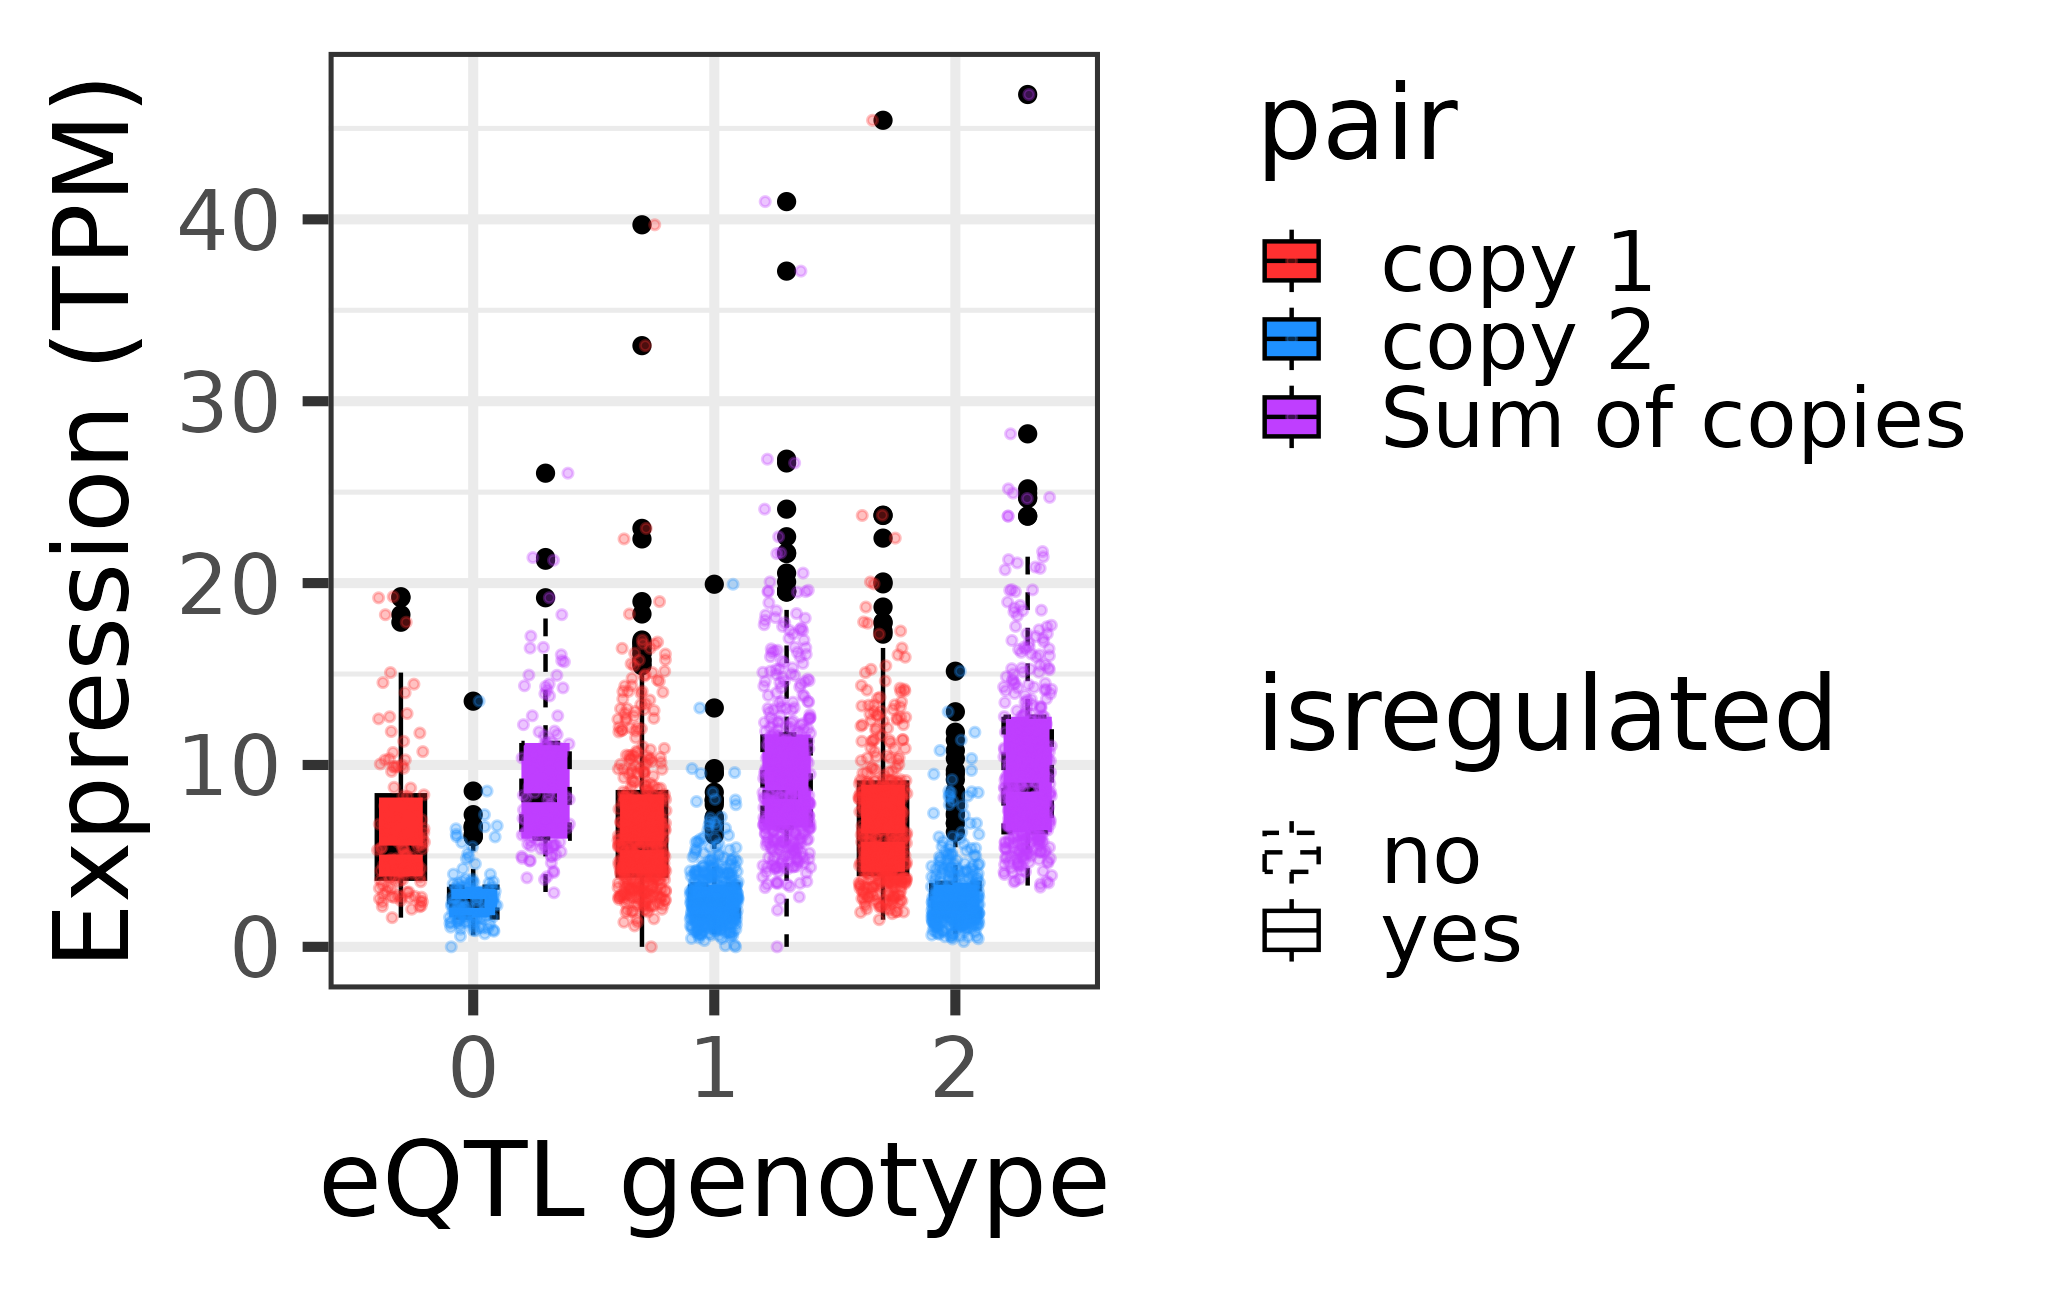 Expression (TPM)
40
30
20
10
0
0 1 2
eQTL genotype
pair
copy 1
copy 2
Sum of copies
isregulated
no
yes